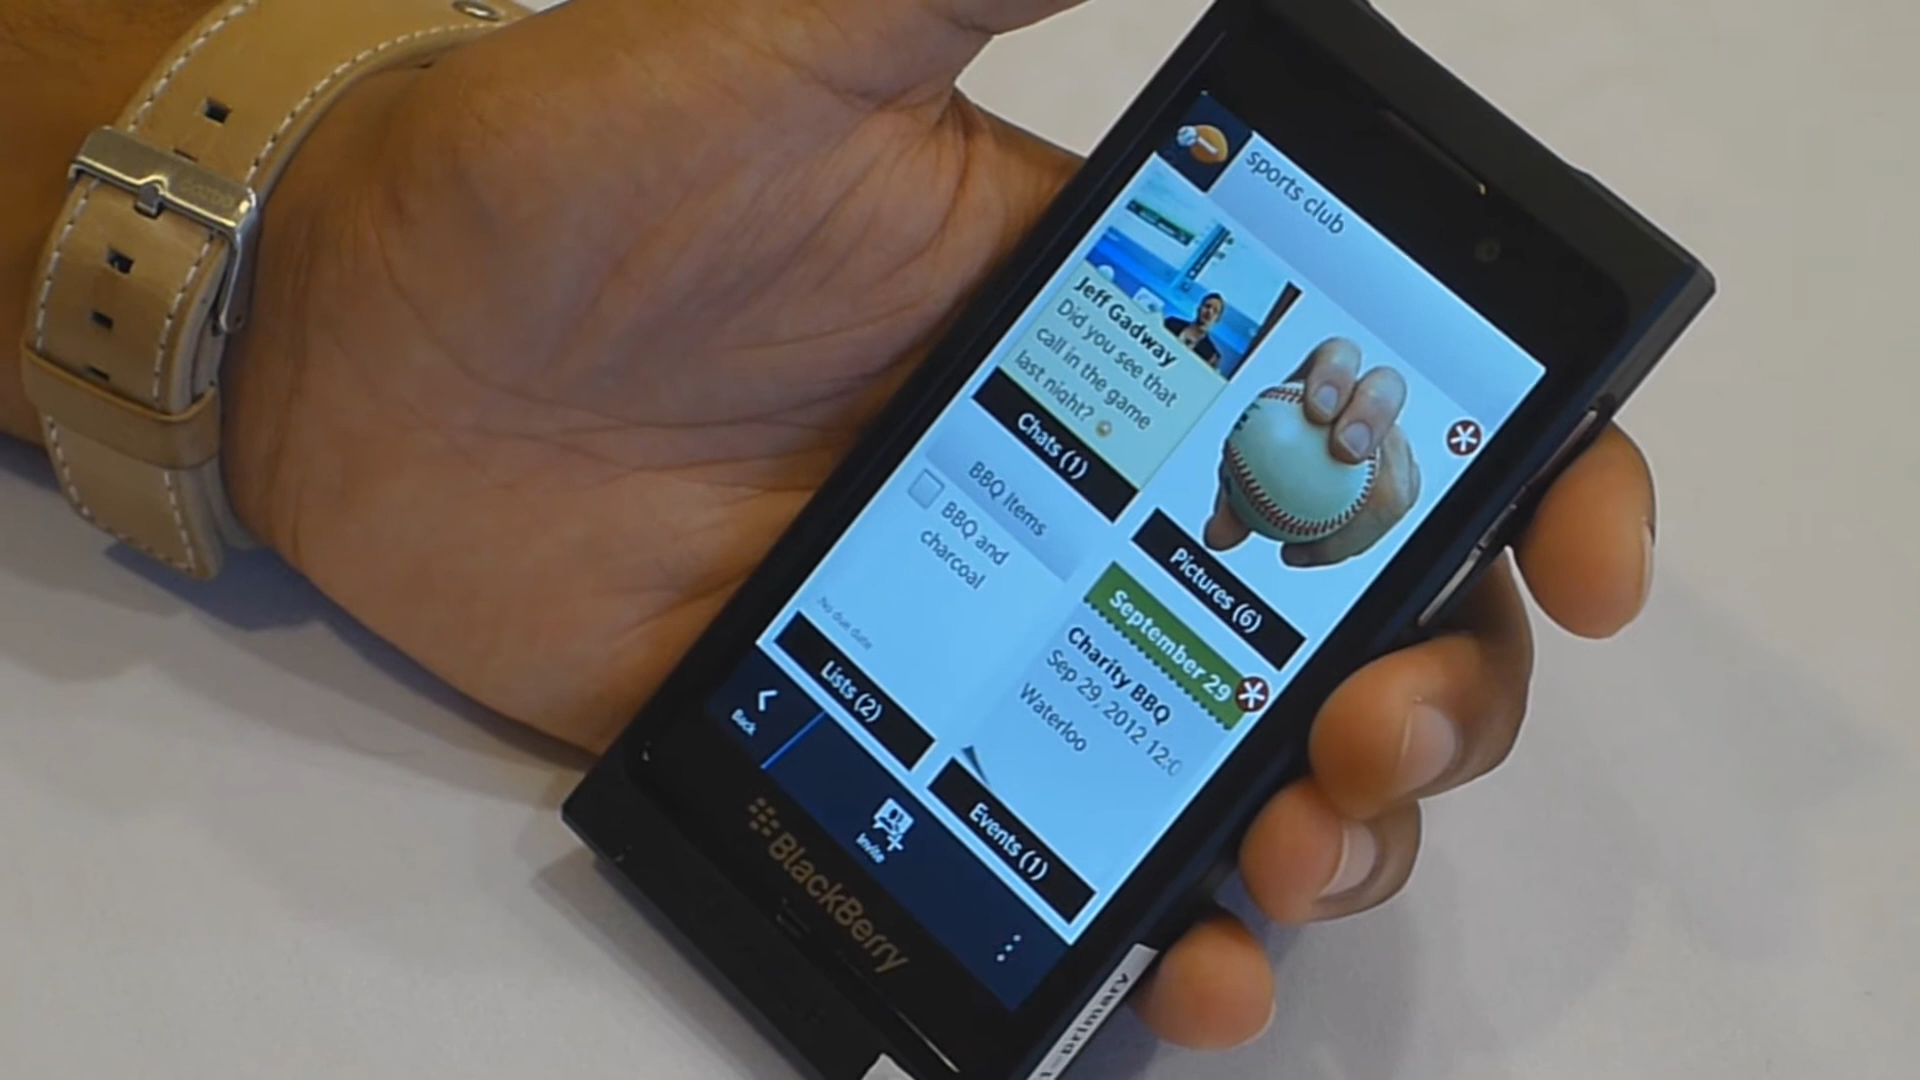 sports club
Jeff Gadway
Did you see that
call in the game
last night?
Chats (1)
Pictures (6)
BBQ Items
BBQ and
charcoal
No due date
Lists (2)
September 29
Charity BBQ
Sep 29, 2012 12:0
Waterloo
Events (1)
Back
Invite
BlackBerry
primary